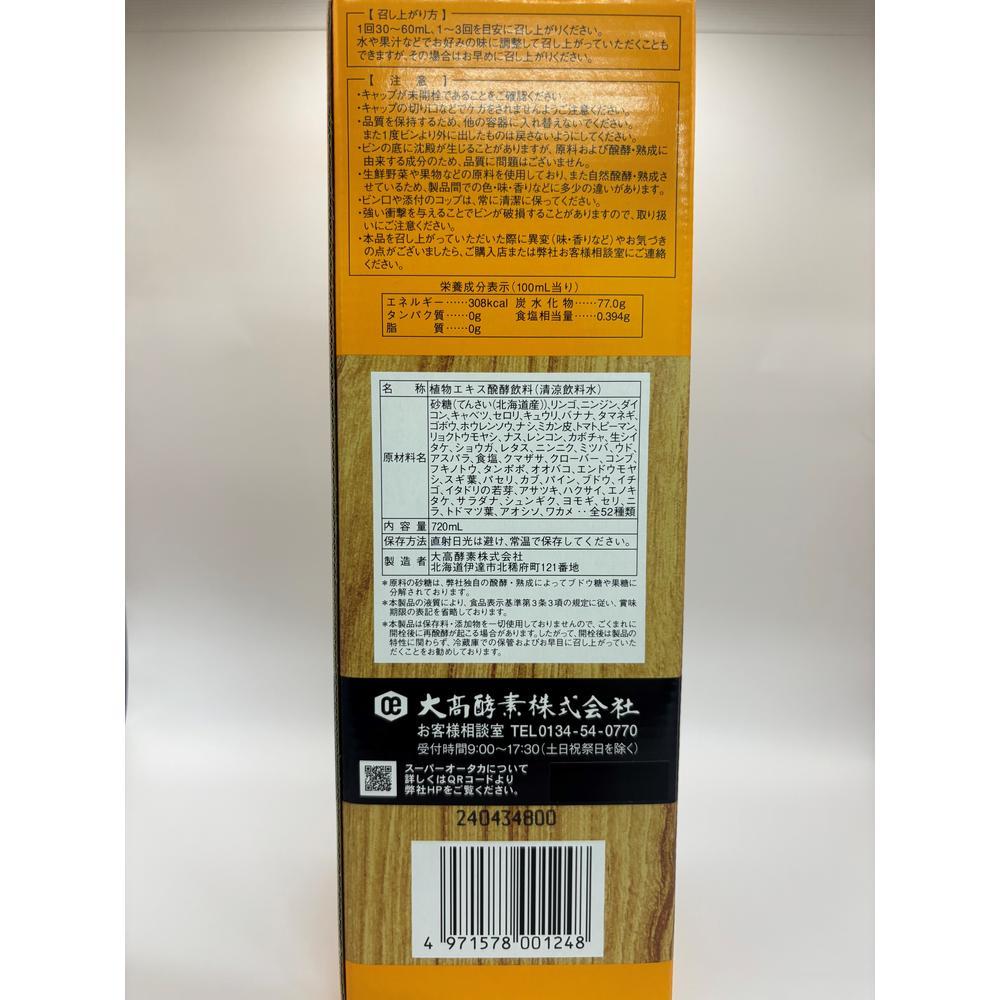 【召し上がり方】
1回30~60mL、1~3回を目安に召し上がりください。
水や果汁などでお好みの味に調整して召し上がっていただくことも
できますが、その場合はお早めに召し上がりください。
【注意】
・キャップが未開栓であることをご確認ください。
・キャップの切り口などでケガをされませんようご注意ください。
・品質を保持するため、他の容器に入れ替えないでください。
また1度ビンより外に出したものは戻さないようにしてください。
・ビンの底に沈殿が生じることがありますが、原料および醗酵・熟成に
由来する成分のため、品質に問題はございません。
・生鮮野菜や果物などの原料を使用しており、また自然醗酵・熟成さ
せているため、製品間での色・味・香りなどに多少の違いがあります。
・ビン口や添付のコップは、常に清潔に保ってください。
・強い衝撃を与えることでビンが破損することがありますので、取り扱
いにご注意ください。
・本品を召し上がっていただいた際に異変(味・香りなど)やお気づき
の点がございましたら、ご購入店または弊社お客様相談室にご連絡
ください。
栄養成分表示(100mL当り)
エネルギー……308kcal 炭水化物……77.0g
タンパク質……0g 食塩相当量……0.394g
脂質……0g
名称 植物エキス醗酵飲料(清涼飲料水)
原材料名 砂糖(てんさい(北海道産))、リンゴ、ニンジン、ダイ
コン、キャベツ、セロリ、キュウリ、バナナ、タマネギ、
ゴボウ、ホウレンソウ、ナシ、ミカン皮、トマト、ピーマン、
リョクトウモヤシ、ナス、レンコン、カボチャ、生シイ
タケ、ショウガ、レタス、ニンニク、ミツバ、ウド、
アスパラ、食塩、クマザサ、クローバー、コンブ、
フキノトウ、タンポポ、オオバコ、エンドウモヤ
シ、スギ葉、パセリ、カブ、パイン、ブドウ、イチ
ゴ、イタドリの若芽、アサツキ、ハクサイ、エノキ
タケ、サラダナ、シュンギク、ヨモギ、セリ、ニ
ラ、トドマツ葉、アオシソ、ワカメ‥全52種類
内容量 720mL
保存方法 直射日光は避け、常温で保存してください。
製造者 大高酵素株式会社
北海道伊達市北稀府町121番地
*原料の砂糖は、弊社独自の醗酵・熟成によってブドウ糖や果糖に
分解されております。
*本製品の液質により、食品表示基準第3条3項の規定に従い、賞味
期限の表記を省略しております。
*本製品は保存料・添加物を一切使用しておりませんので、ごくまれに
開栓後に再醗酵が起こる場合があります。したがって、開栓後は製品の
特性に関わらず、冷蔵庫での保管およびお早目に召し上がっていた
だくことをお勧めしております。
大高酵素株式会社
お客様相談室 TEL0134-54-0770
受付時間9:00~17:30(土日祝祭日を除く)
スーパーオータカについて
詳しくはQRコードより
弊社HPをご覧ください。
240434800
4 971578 001248